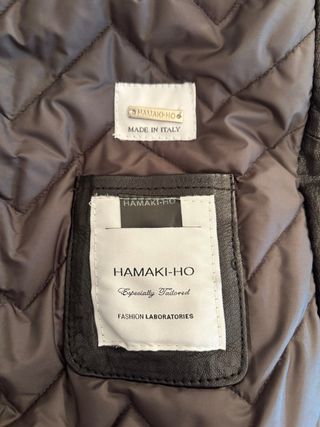 HAMAKI-HO
MADE IN ITALY
HAMAKI-HO
HAMAKI-HO
Especially Tailored
FASHION LABORATORIES